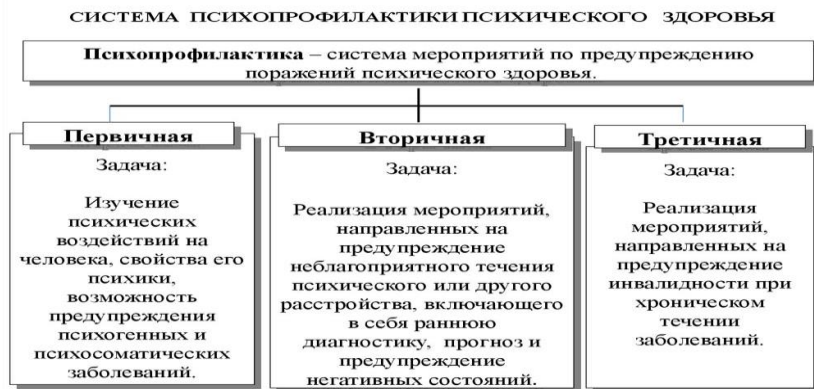 СИСТЕМА ПСИХОПРОФИЛАКТИКИ ПСИХИЧЕСКОГО ЗДОРОВЬЯ
Психопрофилактика – система мероприятий по предупреждению
поражений психического здоровья.
Первичная
Задача:
Изучение
психических
воздействий на
человека, свойства его
психики,
возможность
предупреждения
психогенных и
психосоматических
заболеваний.
Вторичная
Задача:
Реализация мероприятий,
направленных на
предупреждение
неблагоприятного течения
психического или другого
расстройства, включающего
в себя раннюю
диагностику, прогноз и
предупреждение
негативных состояний.
Третичная
Задача:
Реализация
мероприятий,
направленных на
предупреждение
инвалидности при
хроническом
течении
заболеваний.